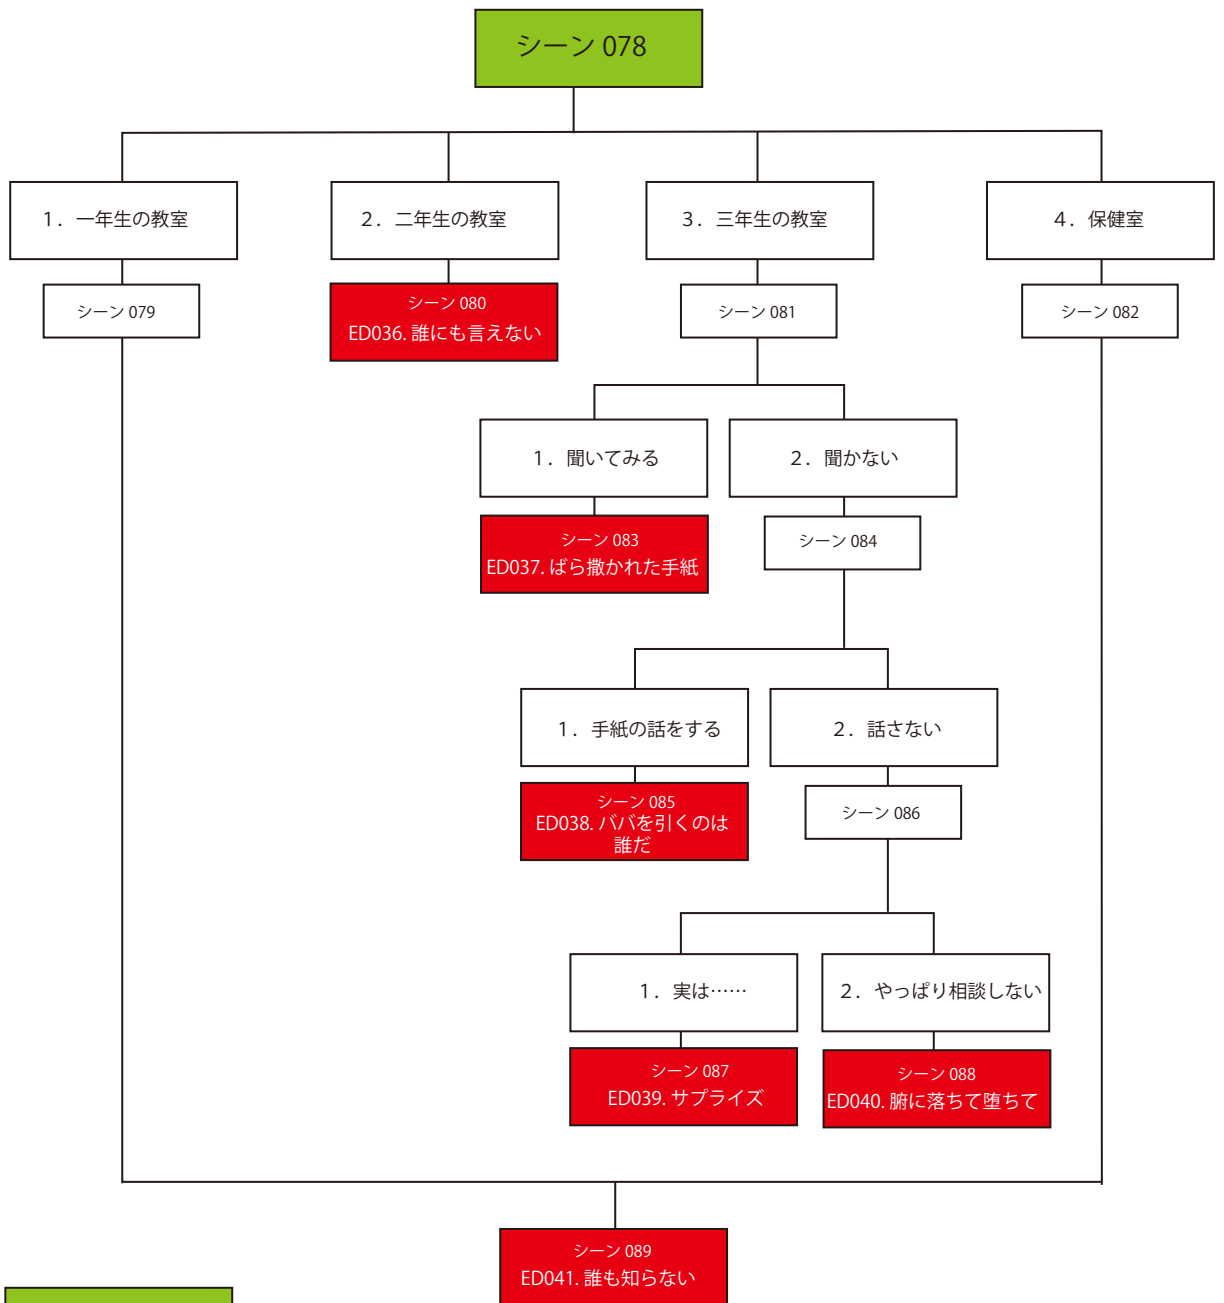 シーン 078
1．一年生の教室
2．二年生の教室
3．三年生の教室
4．保健室
シーン 079
シーン 080
ED036. 誰にも言えない
シーン 081
シーン 082
1．聞いてみる
2．聞かない
シーン 083
ED037. ばら撒かれた手紙
シーン 084
1．手紙の話をする
2．話さない
シーン 085
ED038. ババを引くのは
誰だ
シーン 086
1．実は……
2．やっぱり相談しない
シーン 087
ED039. サプライズ
シーン 088
ED040. 腑に落ちて堕ちて
シーン 089
ED041. 誰も知らない